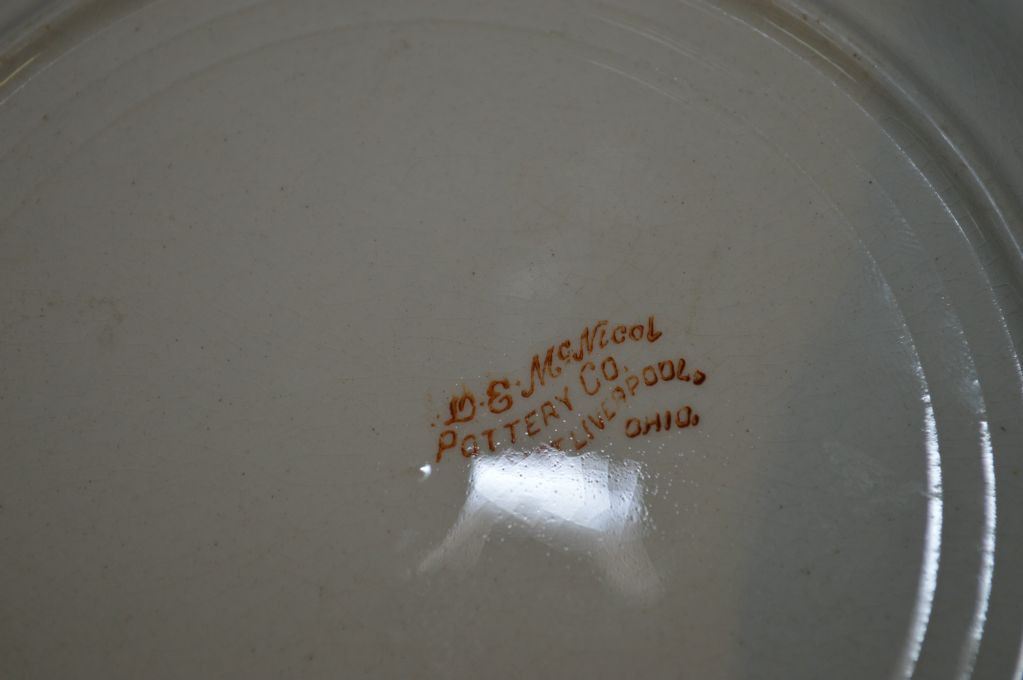 D.E. McNicol
POTTERY CO.
LIVERPOOL,
OHIO.